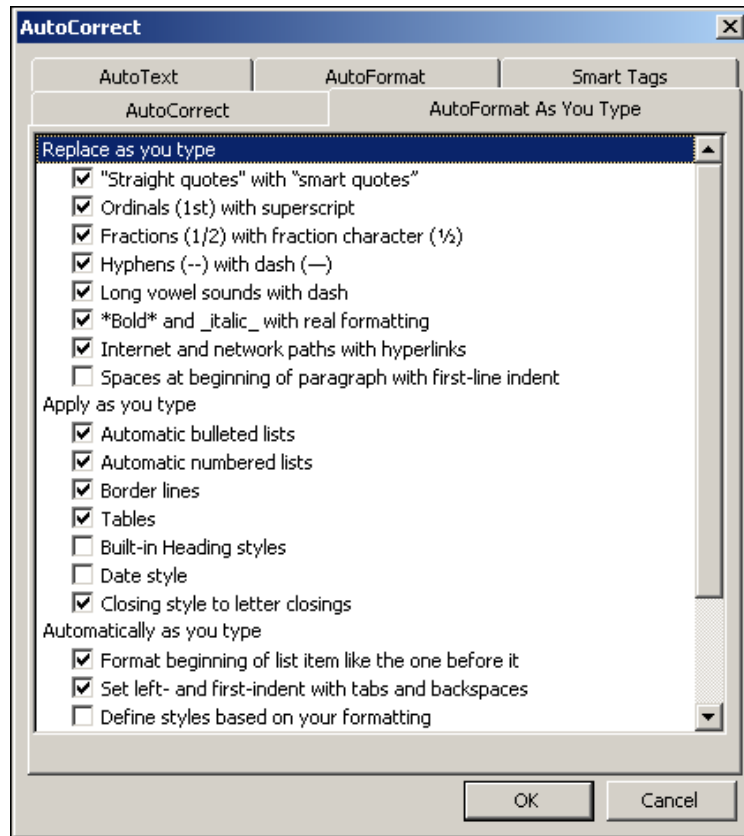 AutoCorrect
AutoText AutoFormat Smart Tags
AutoCorrect AutoFormat As You Type
Replace as you type
"Straight quotes" with “smart quotes”
Ordinals (1st) with superscript
Fractions (1/2) with fraction character (½)
Hyphens (--) with dash (—)
Long vowel sounds with dash
*Bold* and _italic_ with real formatting
Internet and network paths with hyperlinks
Spaces at beginning of paragraph with first-line indent
Apply as you type
Automatic bulleted lists
Automatic numbered lists
Border lines
Tables
Built-in Heading styles
Date style
Closing style to letter closings
Automatically as you type
Format beginning of list item like the one before it
Set left- and first-indent with tabs and backspaces
Define styles based on your formatting
OK Cancel